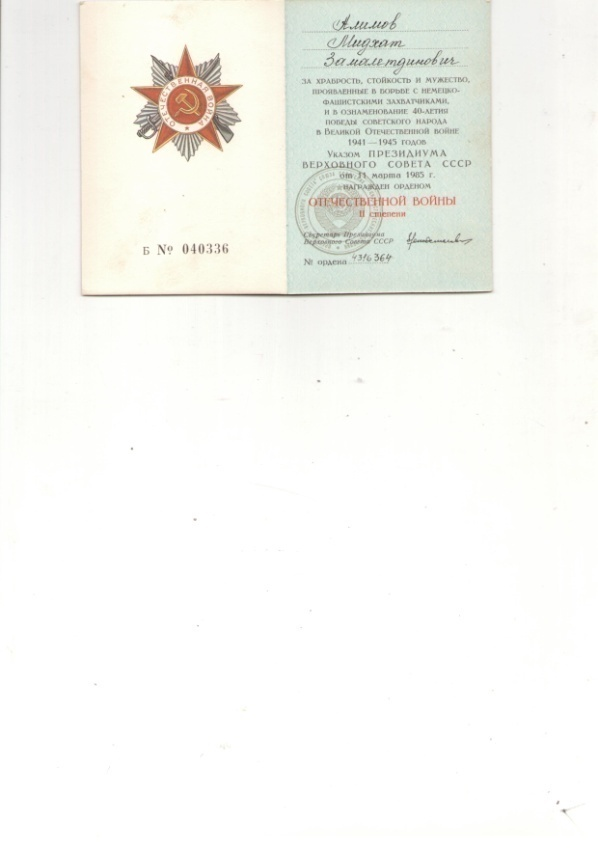 ОТЕЧЕСТВЕННАЯ ВОЙНА
Б № 040336
Алимов
Мидхат
Замалетдинович
ЗА ХРАБРОСТЬ, СТОЙКОСТЬ И МУЖЕСТВО,
ПРОЯВЛЕННЫЕ В БОРЬБЕ С НЕМЕЦКО-
ФАШИСТСКИМИ ЗАХВАТЧИКАМИ,
И В ОЗНАМЕНОВАНИЕ 40-ЛЕТИЯ
ПОБЕДЫ СОВЕТСКОГО НАРОДА
В ВЕЛИКОЙ ОТЕЧЕСТВЕННОЙ ВОЙНЕ
1941—1945 ГОДОВ
УКАЗОМ ПРЕЗИДИУМА
ВЕРХОВНОГО СОВЕТА СССР
от 11 марта 1985 г.
НАГРАЖДЕН ОРДЕНОМ
ОТЕЧЕСТВЕННОЙ ВОЙНЫ
II степени
Секретарь Президиума
Верховного Совета СССР
№ ордена 4316364